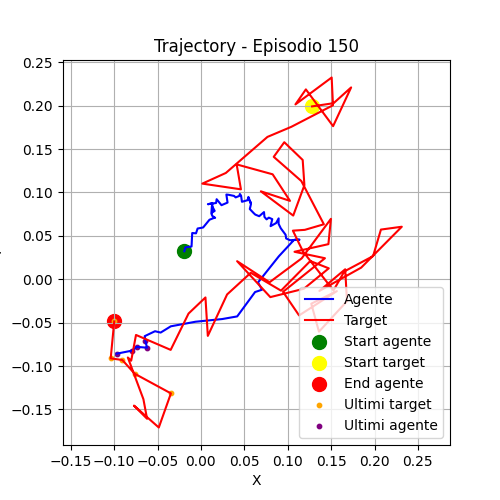 Trajectory - Episodio 150
0.25
0.20
0.15
0.10
0.05
0.00
−0.05
−0.10
−0.15
Agente
Target
Start agente
Start target
End agente
Ultimi target
Ultimi agente
−0.15 −0.10 −0.05 0.00 0.05 0.10 0.15 0.20 0.25
X